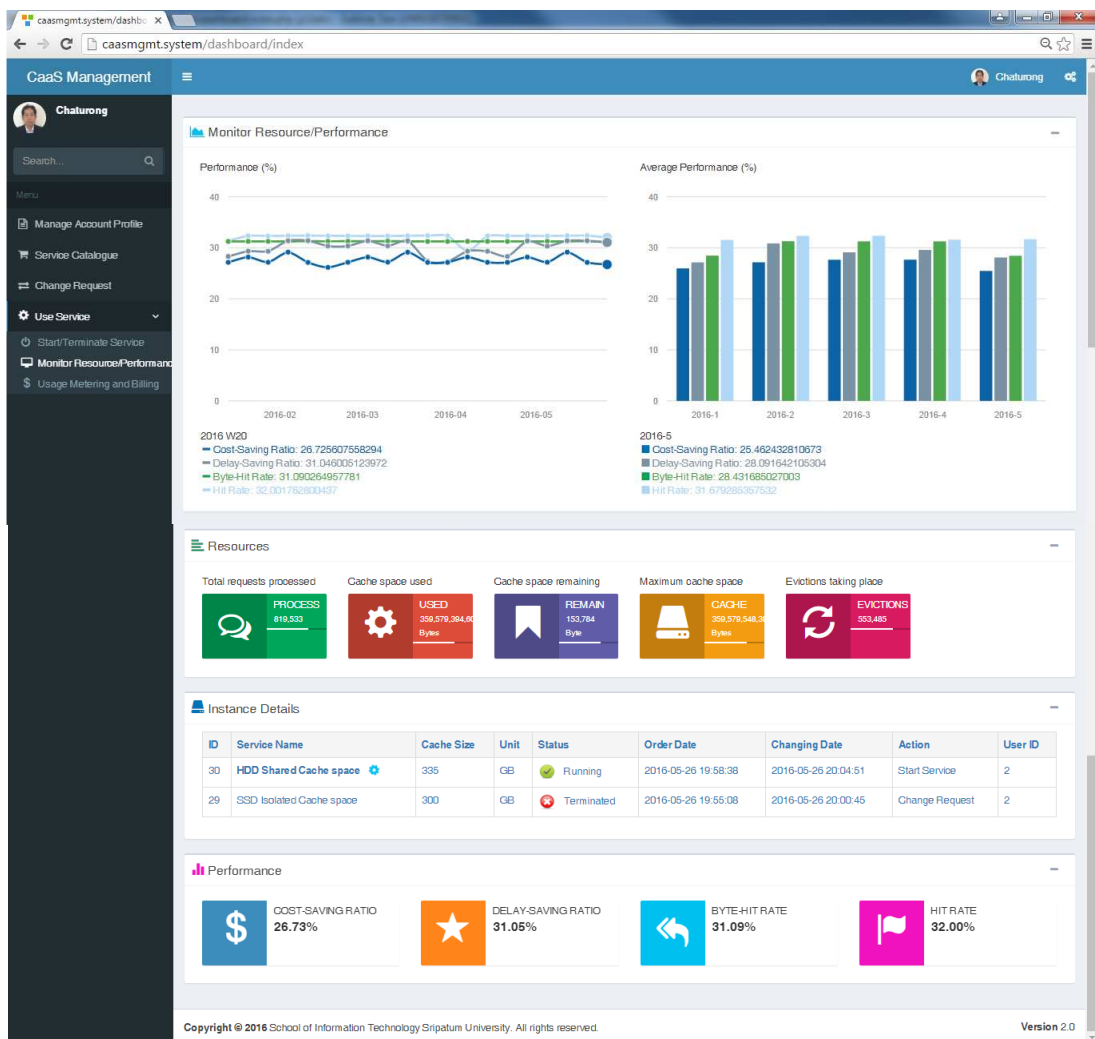 caasmgmt.system/dashbo
caasmgmt.system/dashboard/index
CaaS Management
Chaturong
Chaturong
Search...
Menu
Manage Account Profile
Service Catalogue
Change Request
Use Service
Start/Terminate Service
Monitor Resource/Performanc
Usage Metering and Billing
Monitor Resource/Performance
Performance (%)
40
30
20
10
0
2016-02 2016-03 2016-04 2016-05
2016 W20
Cost-Saving Ratio: 26.725607558294
Delay-Saving Ratio: 31.046005123972
Byte-Hit Rate: 31.090264957781
Hit Rate: 32.001762800437
Average Performance (%)
40
30
20
10
0
2016-1 2016-2 2016-3 2016-4 2016-5
2016-5
Cost-Saving Ratio: 25.462432810673
Delay-Saving Ratio: 28.091642105304
Byte-Hit Rate: 28.431685027003
Hit Rate: 31.679285357532
Resources
Total requests processed
PROCESS
819,533
Cache space used
USED
359,579,394,60
Bytes
Cache space remaining
REMAIN
153,784
Byte
Maximum cache space
CACHE
359,579,548,3
Bytes
Evictions taking place
EVICTIONS
553,485
Instance Details
ID Service Name Cache Size Unit Status Order Date Changing Date Action User ID
30 HDD Shared Cache space 335 GB Running 2016-05-26 19:58:38 2016-05-26 20:04:51 Start Service 2
29 SSD Isolated Cache space 300 GB Terminated 2016-05-26 19:55:08 2016-05-26 20:00:45 Change Request 2
Performance
COST-SAVING RATIO
26.73%
DELAY-SAVING RATIO
31.05%
BYTE-HIT RATE
31.09%
HIT RATE
32.00%
Copyright © 2016 School of Information Technology Sripatum University. All rights reserved.
Version 2.0